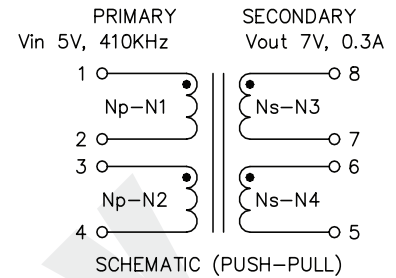 PRIMARY SECONDARY
Vin 5V, 410KHz Vout 7V, 0.3A
1 8
Np-N1 Ns-N3
2 7
3 6
Np-N2 Ns-N4
4 5
SCHEMATIC (PUSH-PULL)